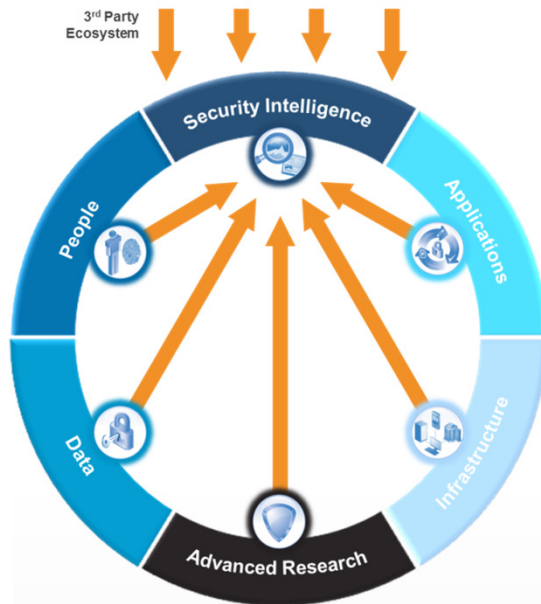 3rd Party
Ecosystem
Security Intelligence
People
Applications
Data
Infrastructure
Advanced Research